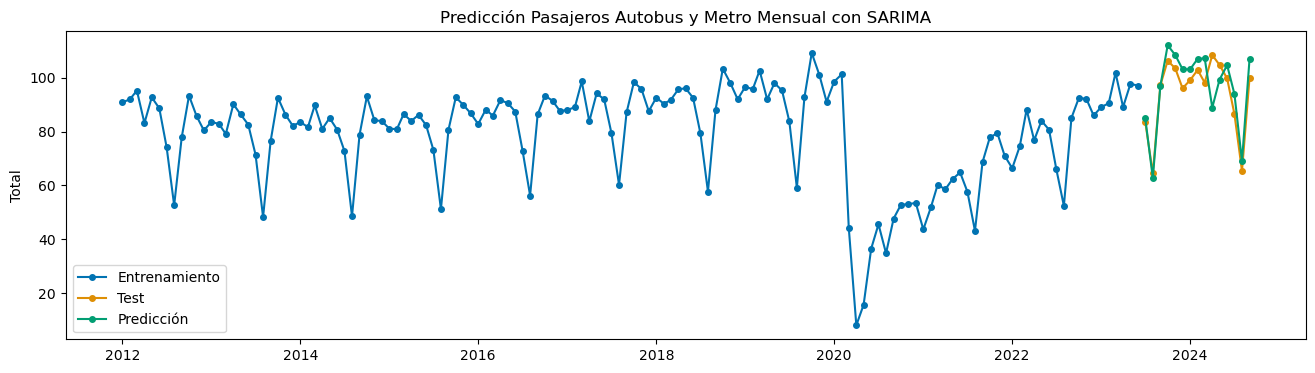 Predicción Pasajeros Autobus y Metro Mensual con SARIMA
Total
100
80
60
40
20
Entrenamiento
Test
Predicción
2012
2014
2016
2018
2020
2022
2024